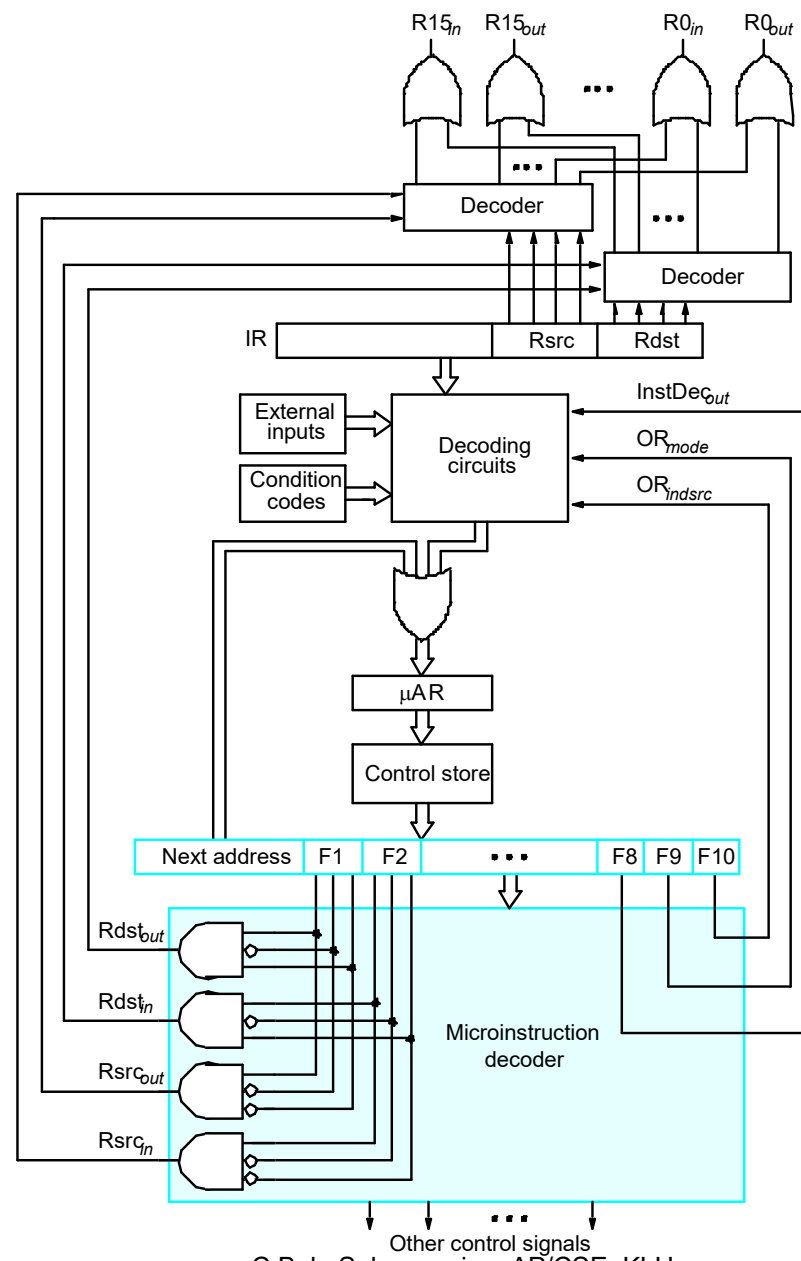 R15in R15out R0in R0out
Decoder
Decoder
IR Rsrc Rdst
External
inputs
Decoding
circuits
InstDecout
ORmode
Condition
codes
ORindsrc
μAR
Control store
Next address F1 F2 F8 F9 F10
Rdstout
Rdstin
Microinstruction
decoder
Rsrcout
Rsrcin
Other control signals